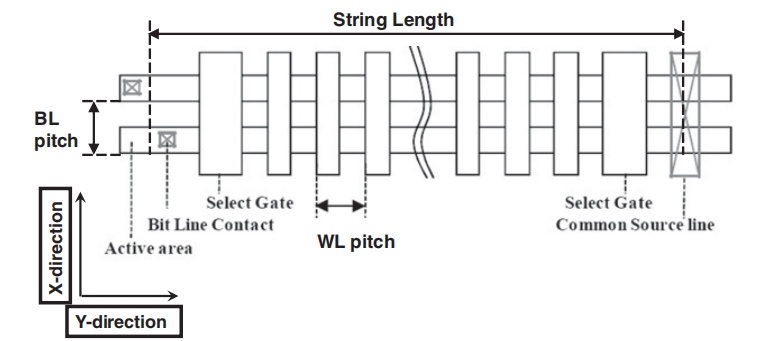 String Length
BL
pitch
Select Gate
Select Gate
Bit Line Contact
Common Source line
WL pitch
Active area
X-direction
Y-direction